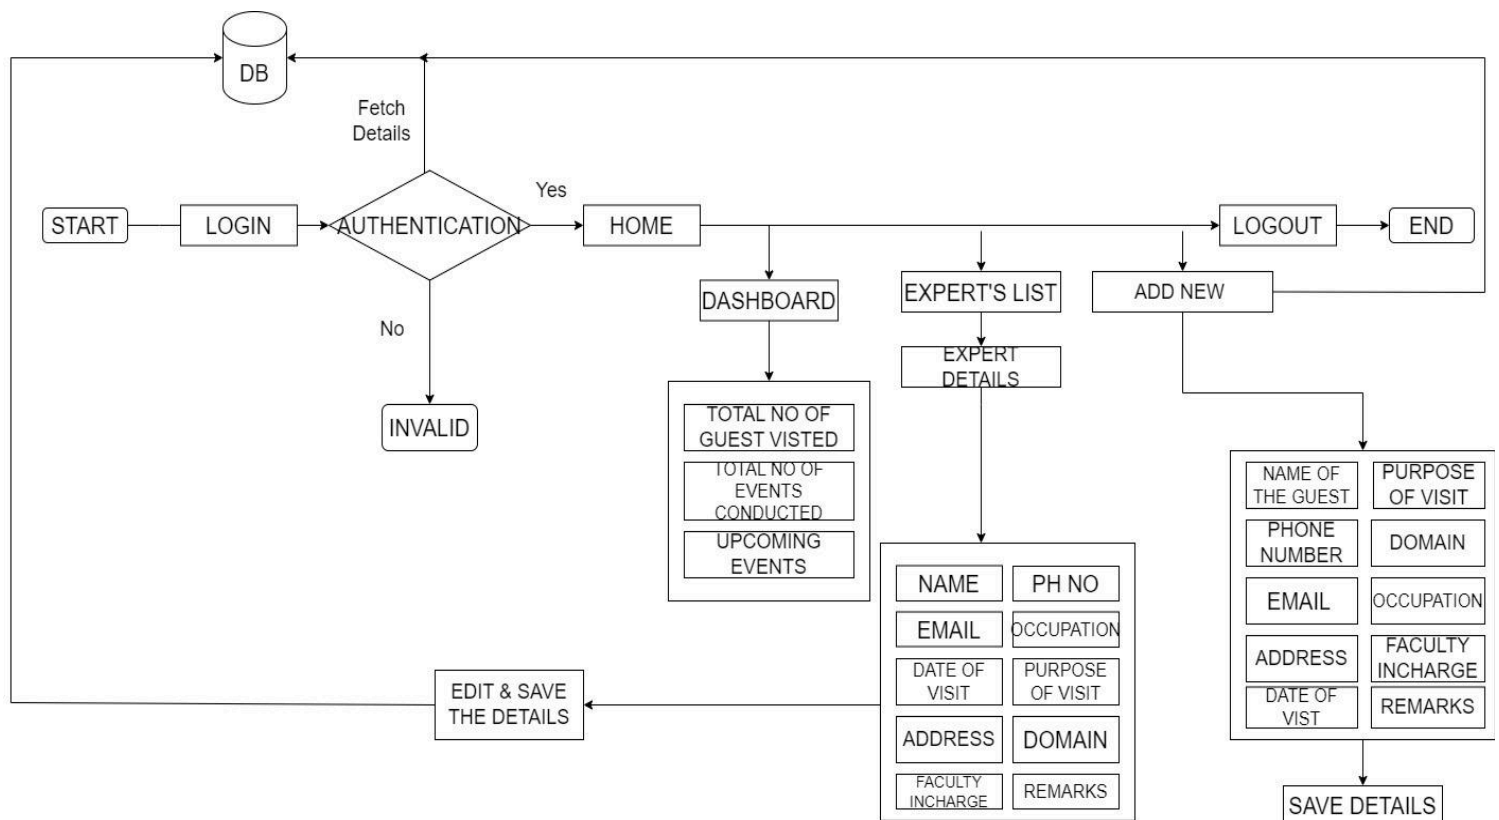 DB
Fetch
Details
Yes
START
LOGIN
AUTHENTICATION
HOME
LOGOUT
END
No
INVALID
DASHBOARD
EXPERT'S LIST
ADD NEW
EXPERT
DETAILS
TOTAL NO OF
GUEST VISTED
TOTAL NO OF
EVENTS
CONDUCTED
UPCOMING
EVENTS
NAME
PH NO
EMAIL
OCCUPATION
DATE OF
VISIT
PURPOSE
OF VISIT
ADDRESS
DOMAIN
FACULTY
INCHARGE
REMARKS
EDIT & SAVE
THE DETAILS
NAME OF
THE GUEST
PURPOSE
OF VISIT
PHONE
NUMBER
DOMAIN
EMAIL
OCCUPATION
ADDRESS
FACULTY
INCHARGE
DATE OF
VIST
REMARKS
SAVE DETAILS